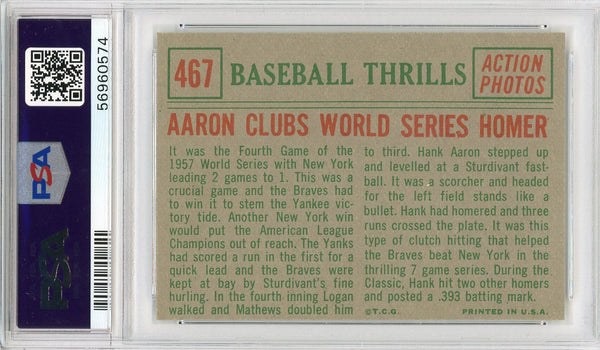 56960574
PSA
PSA
467
BASEBALL THRILLS
ACTION
PHOTOS
AARON CLUBS WORLD SERIES HOMER
It was the Fourth Game of the
1957 World Series with New York
leading 2 games to 1. This was a
crucial game and the Braves had
to win it to stem the Yankee vic-
tory tide. Another New York win
would put the American League
Champions out of reach. The Yanks
had scored a run in the first for a
quick lead and the Braves were
kept at bay by Sturdivant's fine
hurling. In the fourth inning Logan
walked and Mathews doubled him
to third. Hank Aaron stepped up
and levelled at a Sturdivant fast-
ball. It was a scorcher and headed
for the left field stands like a
bullet. Hank had homered and three
runs crossed the plate. It was this
type of clutch hitting that helped
the Braves beat New York in the
thrilling 7 game series. During the
Classic, Hank hit two other homers
and posted a .393 batting mark.
© T.C.G.
PRINTED IN U.S.A.